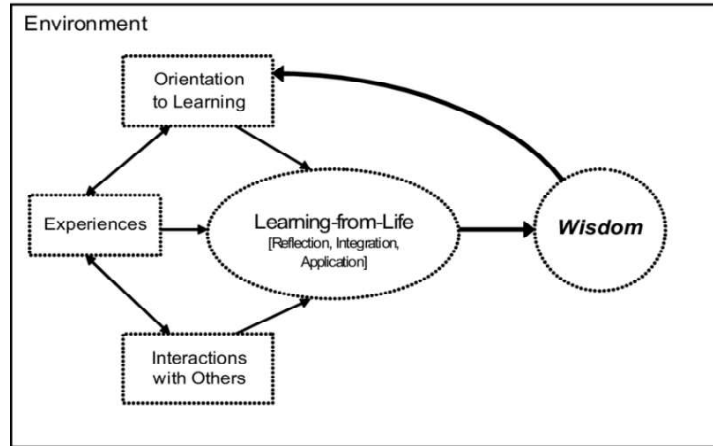 Environment
Orientation
to Learning
Experiences
Learning-from-Life
[Reflection, Integration,
Application]
Wisdom
Interactions
with Others